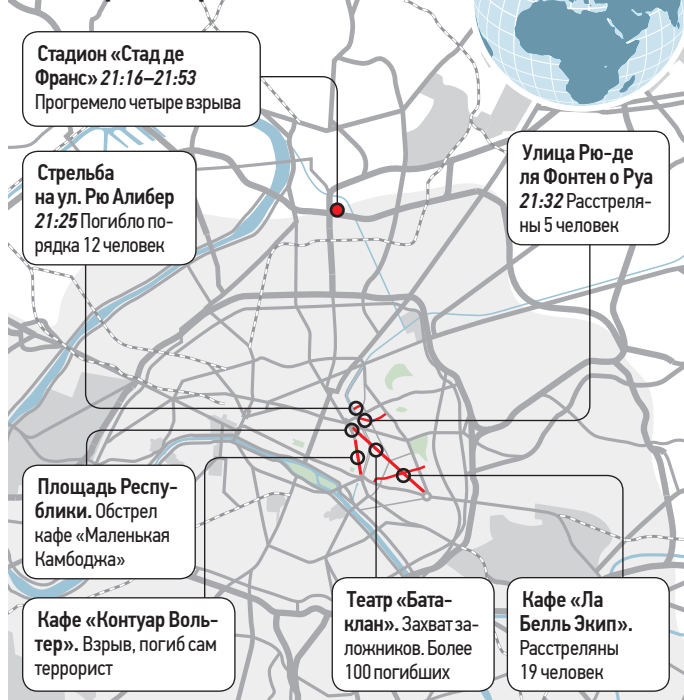 Стадион «Стад де
Франс» 21:16–21:53
Прогремело четыре взрыва
Стрельба
на ул. Рю Алибер
21:25 Погибло по-
рядка 12 человек
Улица Рю-де
ля Фонтен о Руа
21:32 Расстреля-
ны 5 человек
Площадь Респу-
блики. Обстрел
кафе «Маленькая
Камбоджа»
Кафе «Контуар Воль-
тер». Взрыв, погиб сам
террорист
Театр «Бата-
клан». Захват за-
ложников. Более
100 погибших
Кафе «Ла
Белль Экип».
Расстреляны
19 человек